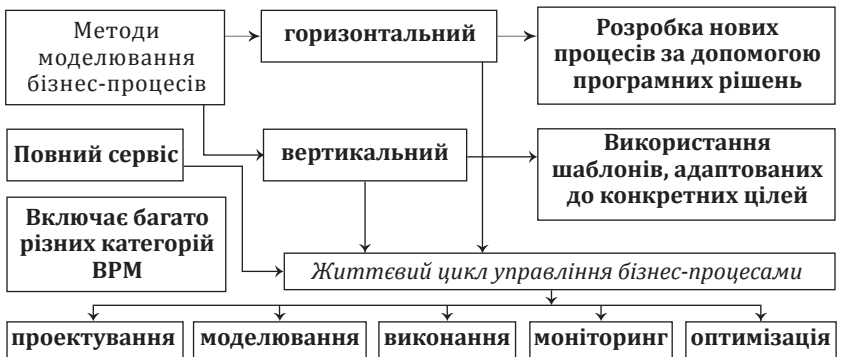 Методи
моделювання
бізнес-процесів
горизонтальний
Розробка нових
процесів за допомогою
програмних рішень
Повний сервіс
вертикальний
Використання
шаблонів, адаптованих
до конкретних цілей
Включає багато
різних категорій
ВРМ
Життєвий цикл управління бізнес-процесами
проектування
моделювання
виконання
моніторинг
оптимізація